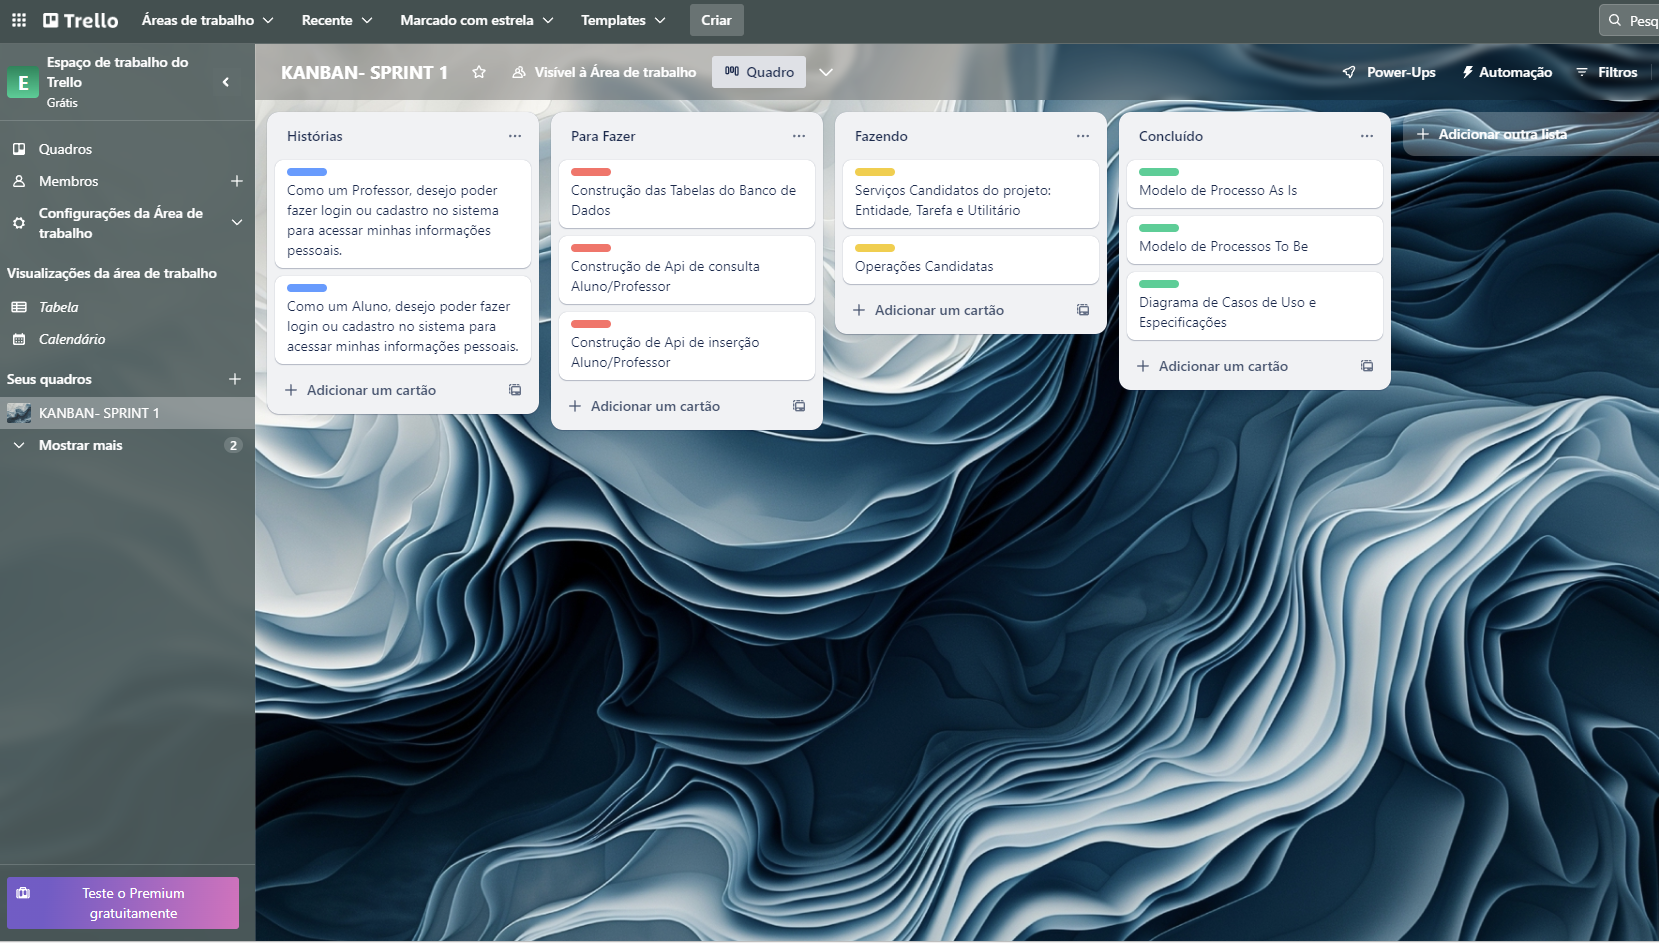 Trello
Áreas de trabalho
Recente
Marcado com estrela
Templates
Criar
E
Espaço de trabalho do
Trello
Grátis
Quadros
Membros
Configurações da Área de
trabalho
Visualizações da área de trabalho
Tabela
Calendário
Seus quadros
KANBAN- SPRINT 1
Mostrar mais
2
Teste o Premium
gratuitamente
KANBAN- SPRINT 1
Visível à Área de trabalho
Quadro
Power-Ups
Automação
Filtros
Histórias
Como um Professor, desejo poder
fazer login ou cadastro no sistema
para acessar minhas informações
pessoais.
Como um Aluno, desejo poder fazer
login ou cadastro no sistema para
acessar minhas informações pessoais.
Adicionar um cartão
Para Fazer
Construção das Tabelas do Banco de
Dados
Construção de Api de consulta
Aluno/Professor
Construção de Api de inserção
Aluno/Professor
Adicionar um cartão
Fazendo
Serviços Candidatos do projeto:
Entidade, Tarefa e Utilitário
Operações Candidatas
Adicionar um cartão
Concluído
Modelo de Processo As Is
Modelo de Processos To Be
Diagrama de Casos de Uso e
Especificações
Adicionar um cartão
Adicionar outra lista